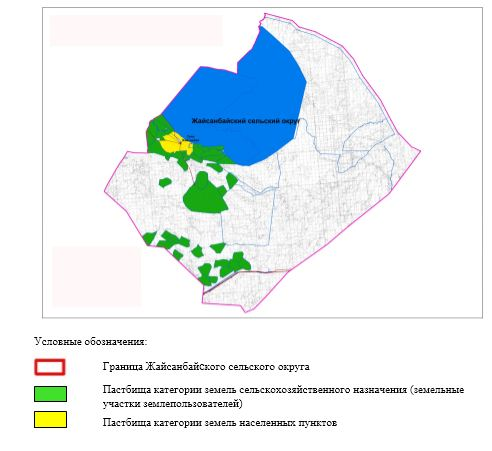 Жайсанбайский сельский округ
Условные обозначения:
Граница Жайсанбайского сельского округа
Пастбища категории земель сельскохозяйственного назначения (земельные
участки землепользователей)
Пастбища категории земель населенных пунктов